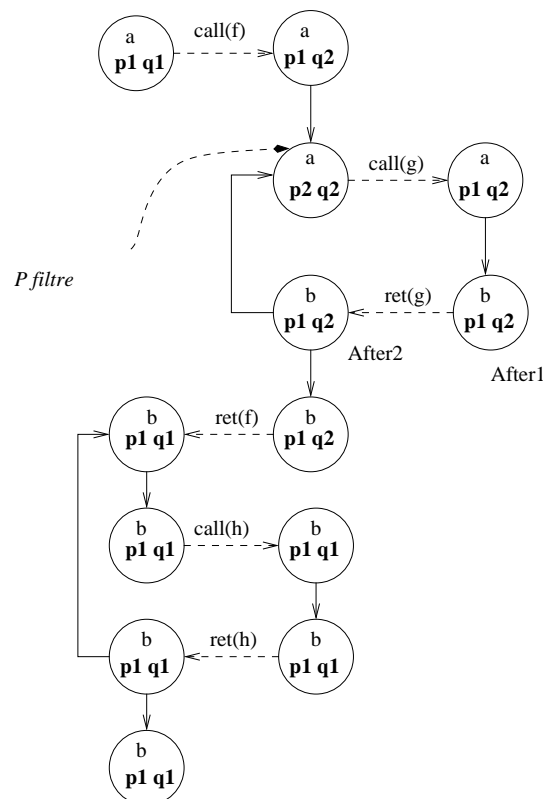 a
call(f)
a
p1 q1
p1 q2
a
call(g)
a
p2 q2
p1 q2
P filtre
b
ret(g)
b
p1 q2
p1 q2
After2
After1
b
ret(f)
b
p1 q1
p1 q2
b
call(h)
b
p1 q1
p1 q1
b
ret(h)
b
p1 q1
p1 q1
b
p1 q1